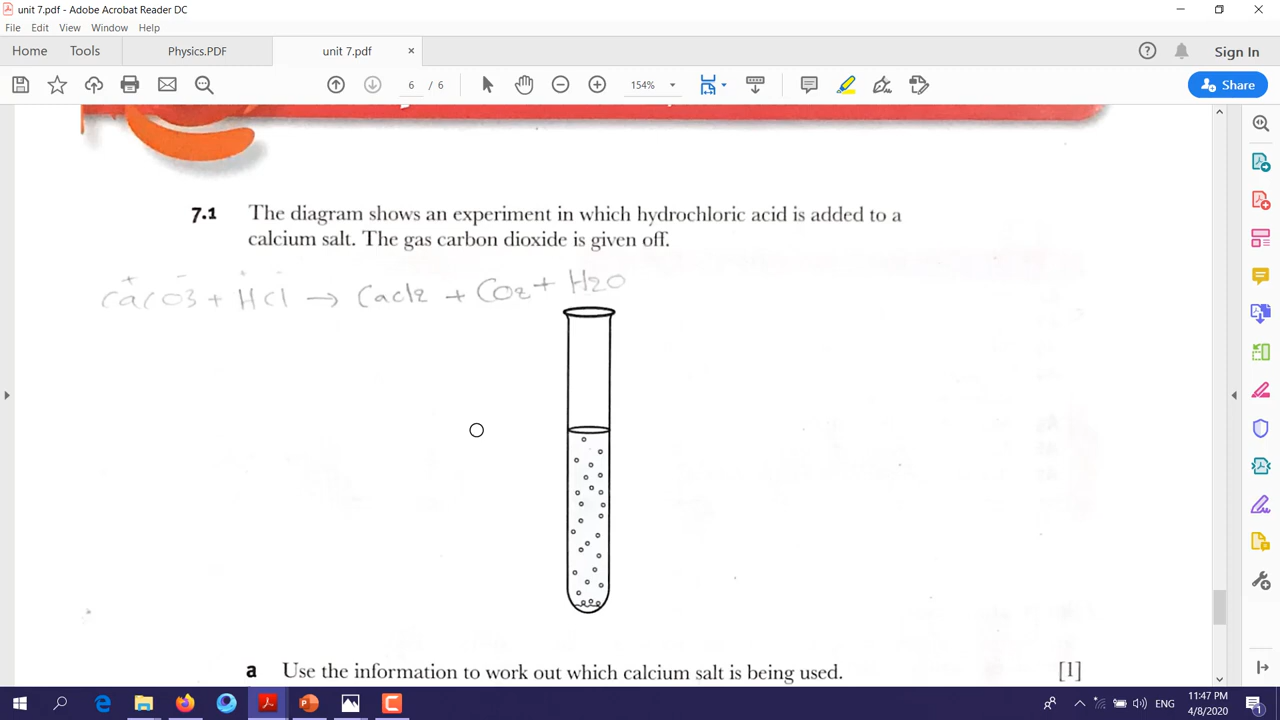 unit 7.pdf - Adobe Acrobat Reader DC
File Edit View Window Help
Home Tools Physics.PDF unit 7.pdf × Sign In
6 / 6 154% Share
7.1 The diagram shows an experiment in which hydrochloric acid is added to a
calcium salt. The gas carbon dioxide is given off.
CaCO3 + HCl → CaCl2 + CO2 + H2O
a Use the information to work out which calcium salt is being used. [1]
ENG
11:47 PM
4/8/2020
1